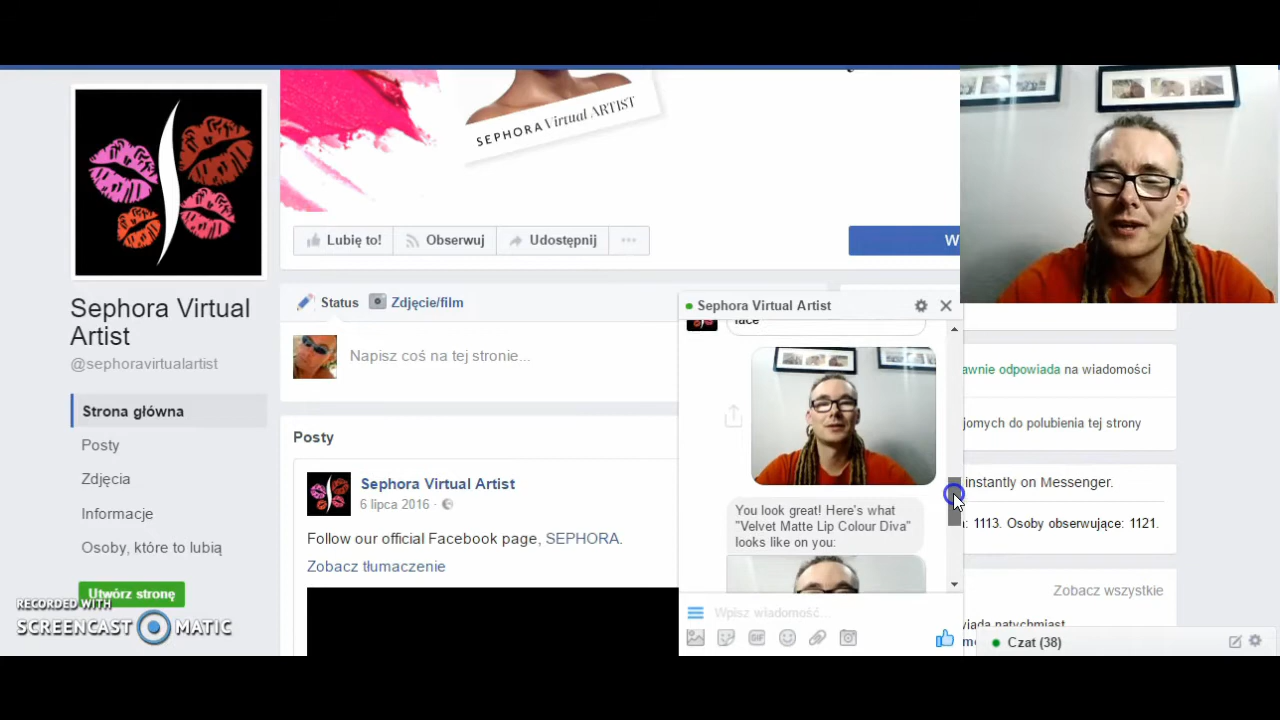 SEPHORA Virtual ARTIST
Lubię to!
Obserwuj
Udostępnij
W
Sephora Virtual
Artist
@sephoravirtualartist
Status
Zdjęcie/film
Napisz coś na tej stronie...
Strona główna
Posty
Zdjęcia
Informacje
Osoby, które to lubią
Utwórz stronę
Posty
Sephora Virtual Artist
6 lipca 2016
Follow our official Facebook page, SEPHORA.
Zobacz tłumaczenie
Sephora Virtual Artist
face
You look great! Here's what
"Velvet Matte Lip Colour Diva"
looks like on you:
Wpisz wiadomość...
GIF
awnie odpowiada na wiadomości
jomych do polubienia tej strony
instantly on Messenger.
: 1113. Osoby obserwujące: 1121.
Zobacz wszystkie
wiada natychmiast
Czat (38)
RECORDED WITH
SCREENCAST MATIC